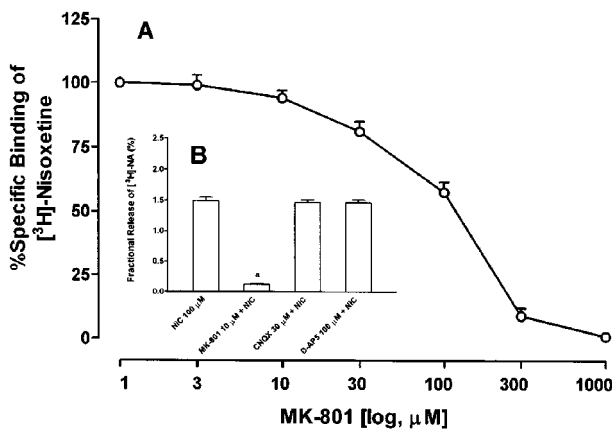 A
125
100
75
50
25
0
%Specific Binding of
[³H]-Nisoxetine
B
2.5
2.0
1.5
1.0
0.5
0.0
Fractional Release of [³H]-NA (%)
a
NIC 100 μM
MK-801 10 μM + NIC
CNQX 30 μM + NIC
D-AP5 100 μM + NIC
1
3
10
30
100
300
1000
MK-801 [log, μM]